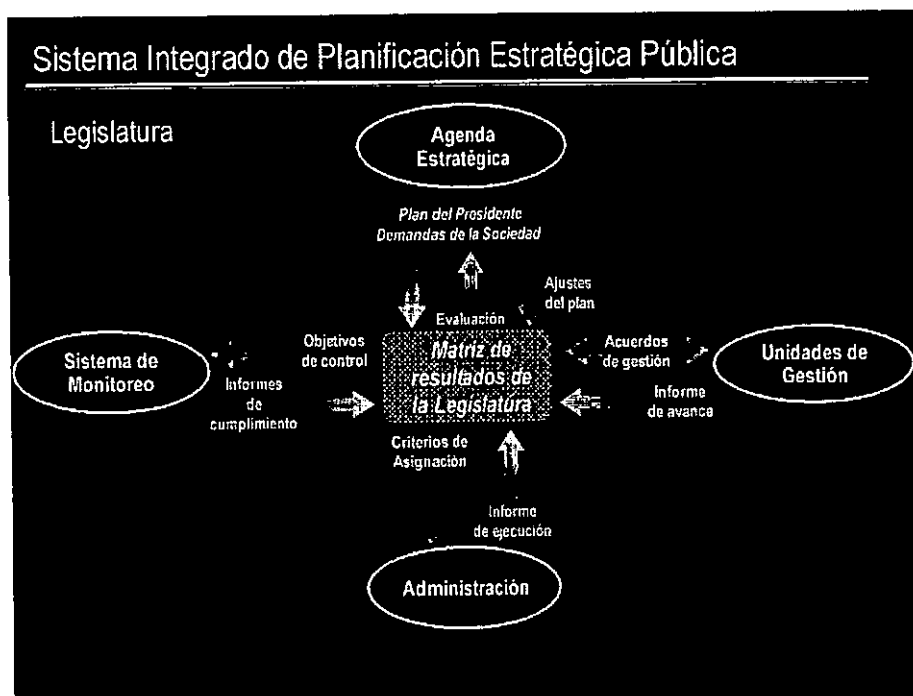 Sistema Integrado de Planificación Estratégica Pública
Legislatura
Agenda
Estratégica
Plan del Presidente
Demandas de la Sociedad
Ajustes
del plan
Evaluación
Objetivos
de control
Matriz de
resultados de
la Legislatura
Acuerdos
de gestión
Sistema de
Monitoreo
Unidades de
Gestión
Informes
de
cumplimiento
Informe
de avance
Criterios de
Asignación
Informe
de ejecución
Administración